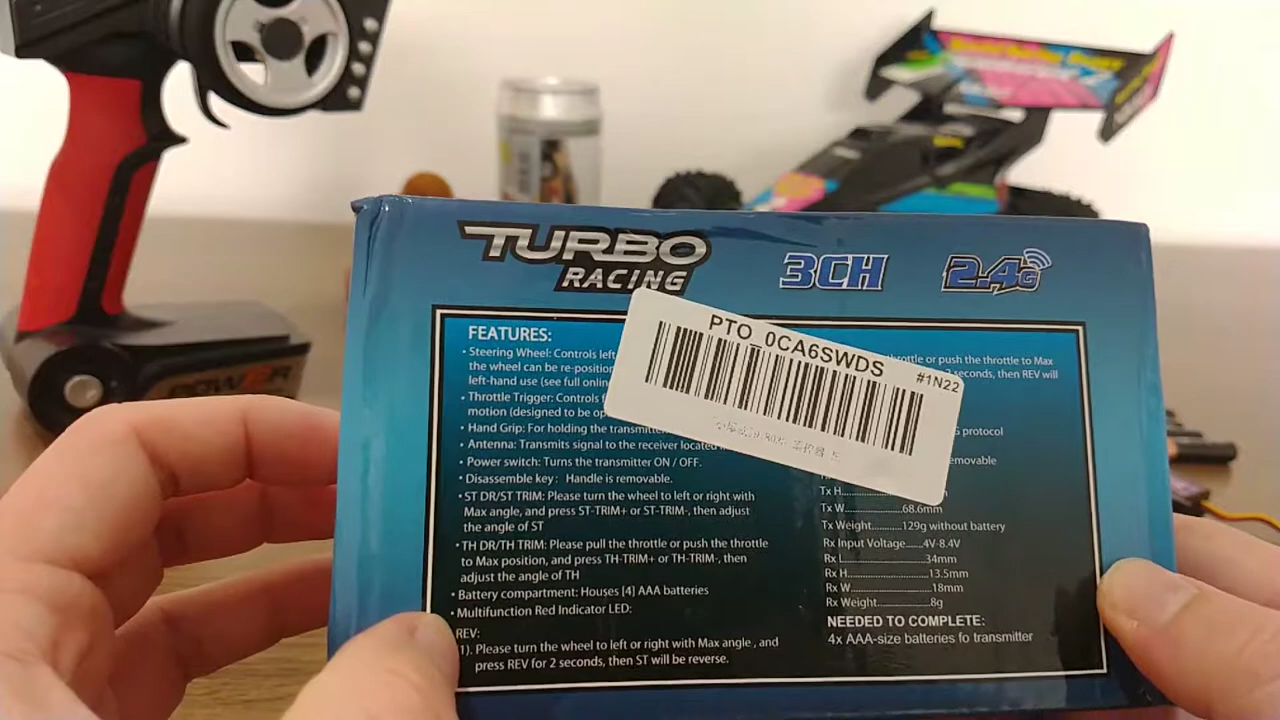 TURBO
RACING
3CH
2.4G
FEATURES:
• Steering Wheel: Controls left
the wheel can be re-position
left-hand use (see full onlin
• Throttle Trigger: Controls f
motion (designed to be op
• Hand Grip: For holding the transmitte
• Antenna: Transmits signal to the receiver located
• Power switch: Turns the transmitter ON / OFF.
• Disassemble key: Handle is removable.
• ST DR/ST TRIM: Please turn the wheel to left or right with
Max angle, and press ST-TRIM+ or ST-TRIM-, then adjust
the angle of ST
• TH DR/TH TRIM: Please pull the throttle or push the throttle
to Max position, and press TH-TRIM+ or TH-TRIM-, then
adjust the angle of TH
• Battery compartment: Houses [4] AAA batteries
• Multifunction Red Indicator LED:
REV:
1). Please turn the wheel to left or right with Max angle , and
press REV for 2 seconds, then ST will be reverse.
PTO_0CA6SWDS
#1N22
throttle or push the throttle to Max
seconds, then REV will
protocol
emovable
Tx H
Tx W..............68.6mm
Tx Weight..........129g without battery
Rx Input Voltage.....4V-8.4V
Rx L..........................34mm
Rx H..........................13.5mm
Rx W..........................18mm
Rx Weight................8g
NEEDED TO COMPLETE:
4x AAA-size batteries fo transmitter